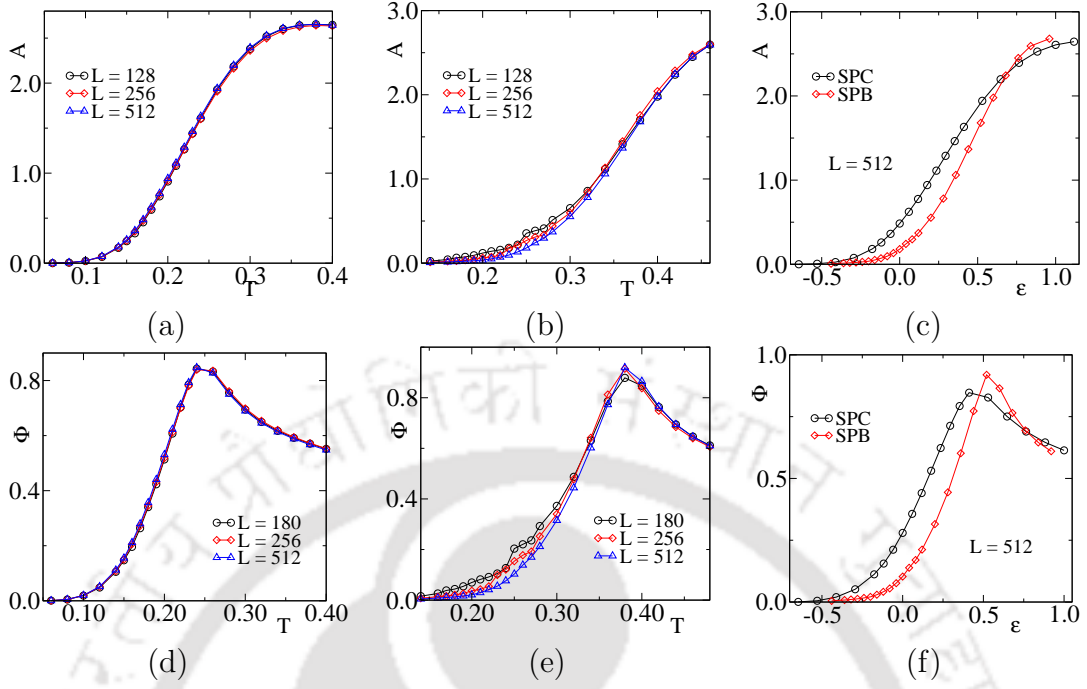 A
3.0
2.0
1.0
0.0
L = 128
L = 256
L = 512
0.1
0.2
0.3
0.4
T
(a)
A
3.0
2.0
1.0
0.0
L = 128
L = 256
L = 512
0.2
0.3
0.4
T
(b)
A
3.0
2.0
1.0
0.0
SPC
SPB
L = 512
-0.5
0.0
0.5
1.0
ε
(c)
Φ
0.8
0.4
0.0
L = 180
L = 256
L = 512
0.10
0.20
0.30
0.40
T
(d)
Φ
0.8
0.4
0.0
L = 180
L = 256
L = 512
0.20
0.30
0.40
T
(e)
Φ
1.0
0.5
0.0
SPC
SPB
L = 512
-0.5
0.0
0.5
1.0
ε
(f)